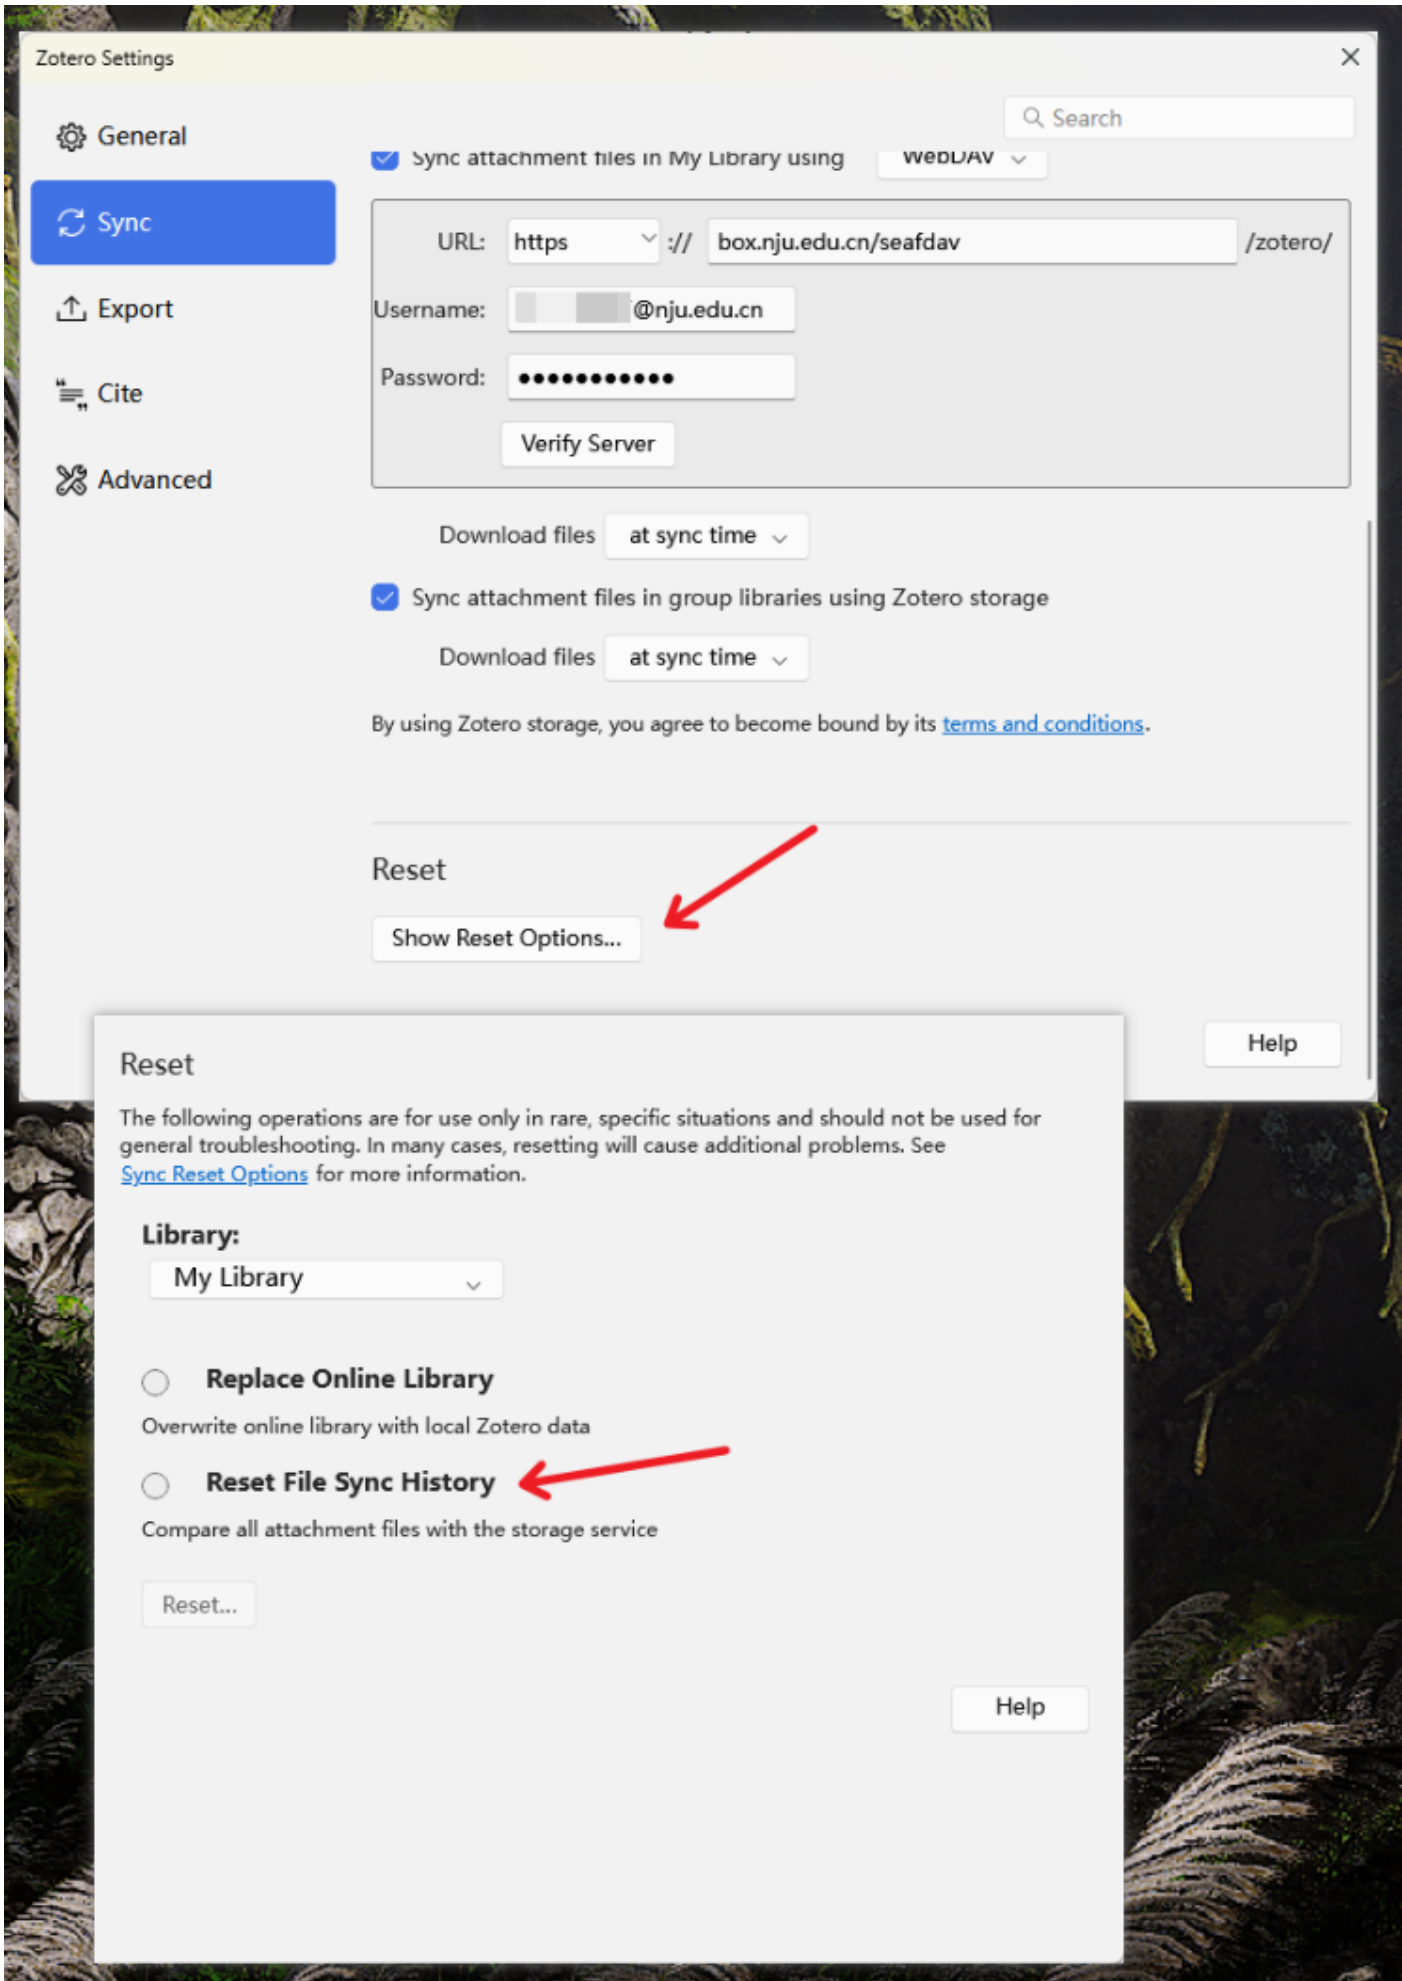 Zotero Settings
Search
General
Sync
Export
Cite
Advanced
Sync attachment files in My Library using WebDAV
URL: https :// box.nju.edu.cn/seafdav /zotero/
Username: @nju.edu.cn
Password: ●●●●●●●●●●●
Verify Server
Download files at sync time
Sync attachment files in group libraries using Zotero storage
Download files at sync time
By using Zotero storage, you agree to become bound by its terms and conditions.
Reset
Show Reset Options...
Help
Reset
The following operations are for use only in rare, specific situations and should not be used for
general troubleshooting. In many cases, resetting will cause additional problems. See
Sync Reset Options for more information.
Library:
My Library
Replace Online Library
Overwrite online library with local Zotero data
Reset File Sync History
Compare all attachment files with the storage service
Reset...
Help